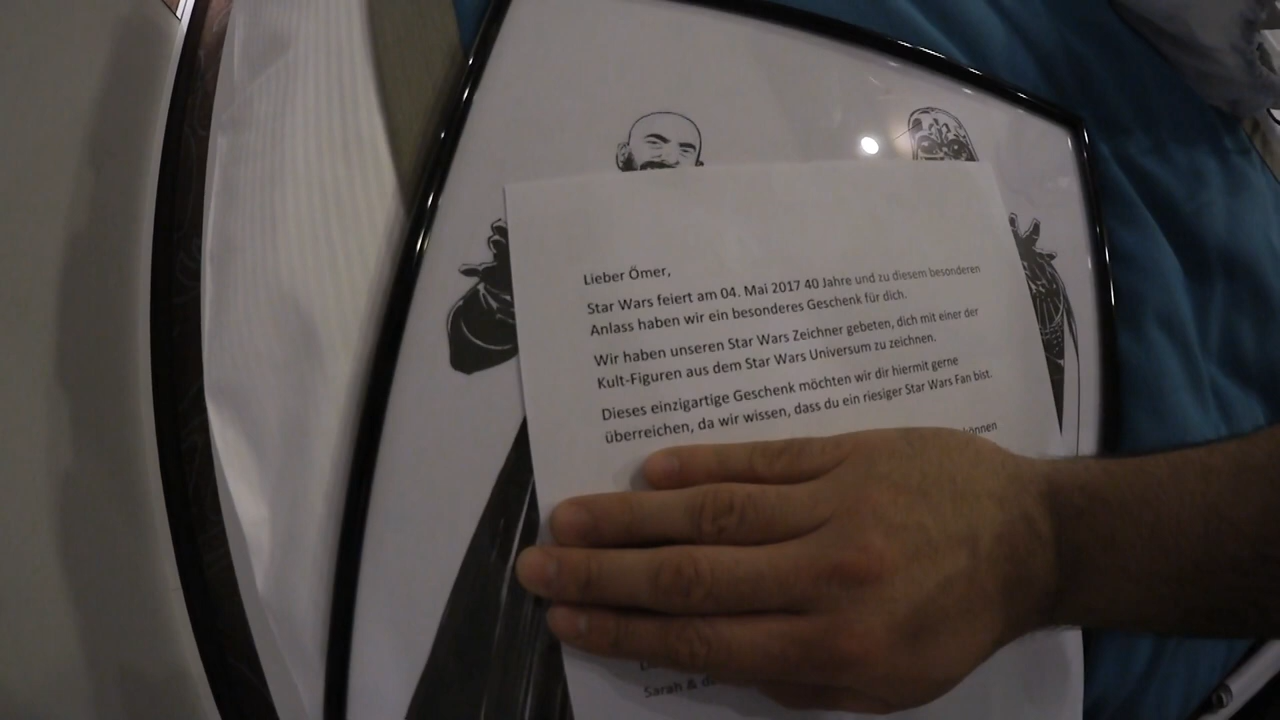 Lieber Ömer,
Star Wars feiert am 04. Mai 2017 40 Jahre und zu diesem besonderen
Anlass haben wir ein besonderes Geschenk für dich.
Wir haben unseren Star Wars Zeichner gebeten, dich mit einer der
Kult-Figuren aus dem Star Wars Universum zu zeichnen.
Dieses einzigartige Geschenk möchten wir dir hiermit gerne
überreichen, da wir wissen, dass du ein riesiger Star Wars Fan bist.
können
Sarah &